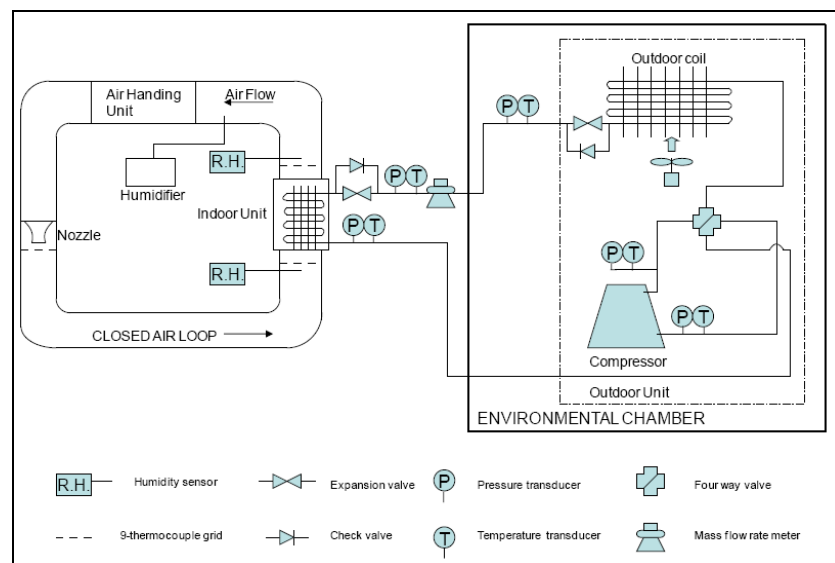 Outdoor coil
Air Handing
Unit
Air Flow
P T
P T
R.H.
Humidifier
P T
Indoor Unit
Nozzle
P T
P T
R.H.
P T
CLOSED AIR LOOP
Compressor
Outdoor Unit
ENVIRONMENTAL CHAMBER
R.H. Humidity sensor
Expansion valve
P Pressure transducer
Four way valve
9-thermocouple grid
Check valve
T Temperature transducer
Mass flow rate meter